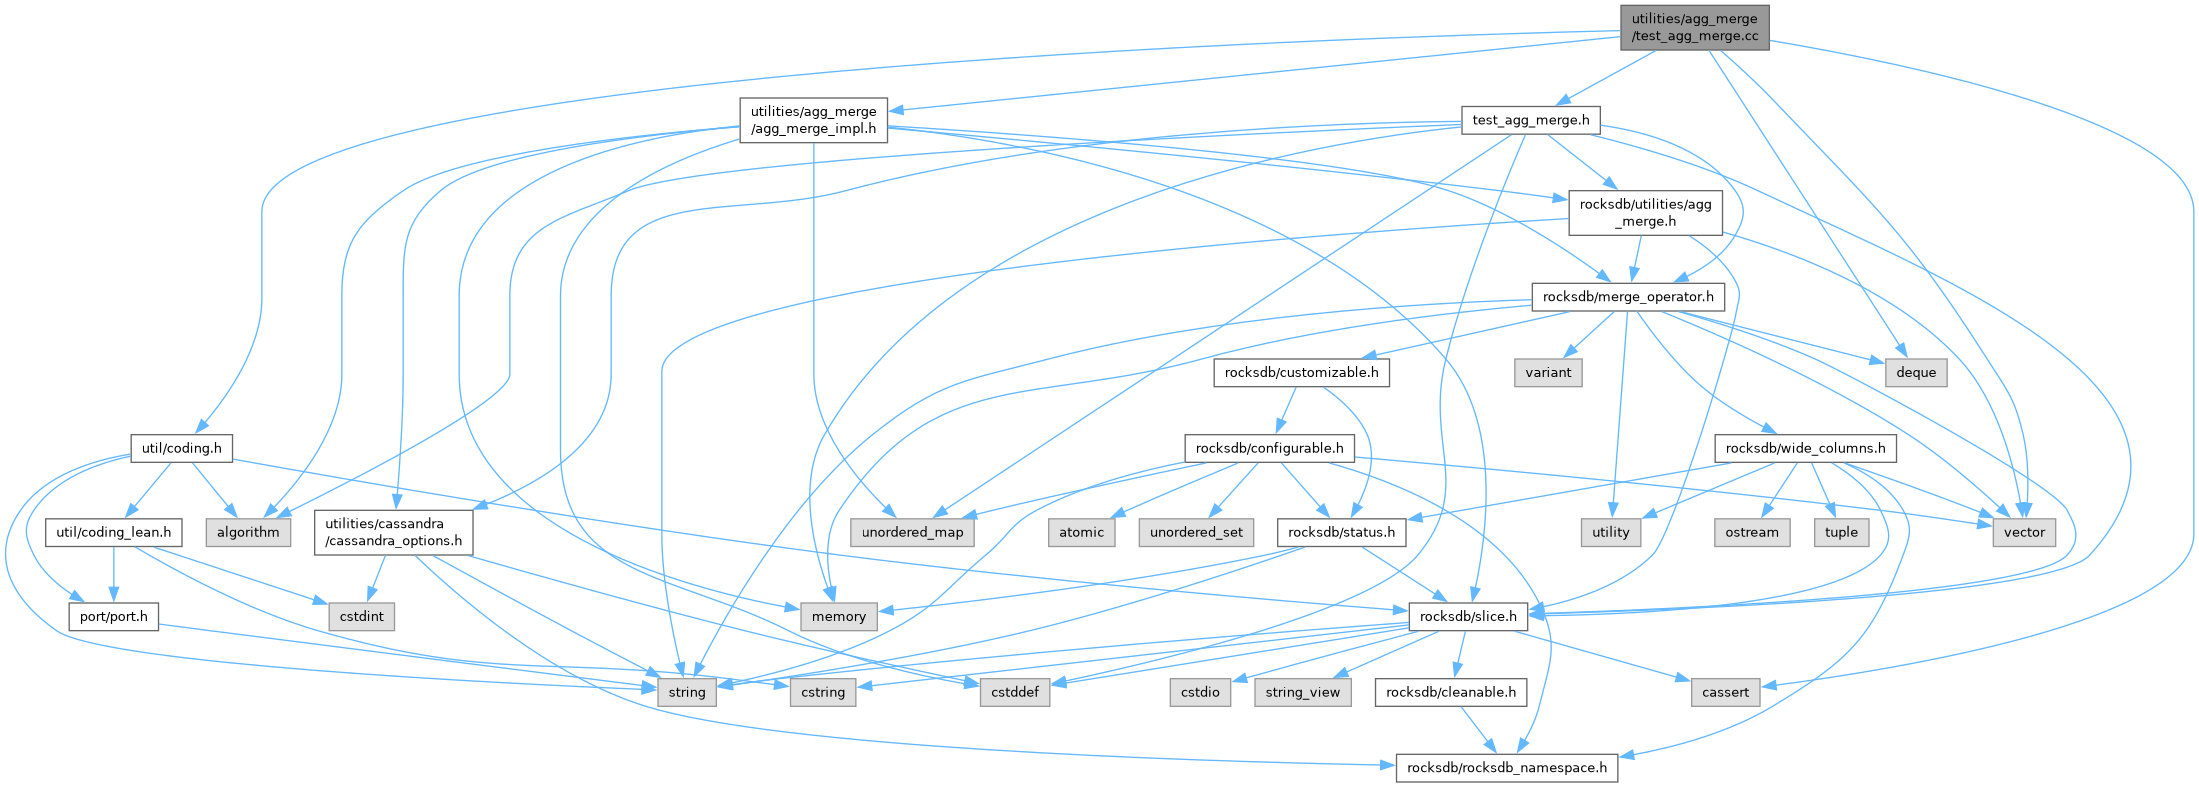 utilities/agg_merge
/test_agg_merge.cc
utilities/agg_merge
/agg_merge_impl.h
test_agg_merge.h
rocksdb/utilities/agg
_merge.h
rocksdb/merge_operator.h
rocksdb/customizable.h
variant
deque
util/coding.h
rocksdb/configurable.h
rocksdb/wide_columns.h
util/coding_lean.h
algorithm
utilities/cassandra
/cassandra_options.h
unordered_map
atomic
unordered_set
rocksdb/status.h
utility
ostream
tuple
vector
port/port.h
cstdint
memory
rocksdb/slice.h
string
cstring
cstddef
cstdio
string_view
rocksdb/cleanable.h
cassert
rocksdb/rocksdb_namespace.h